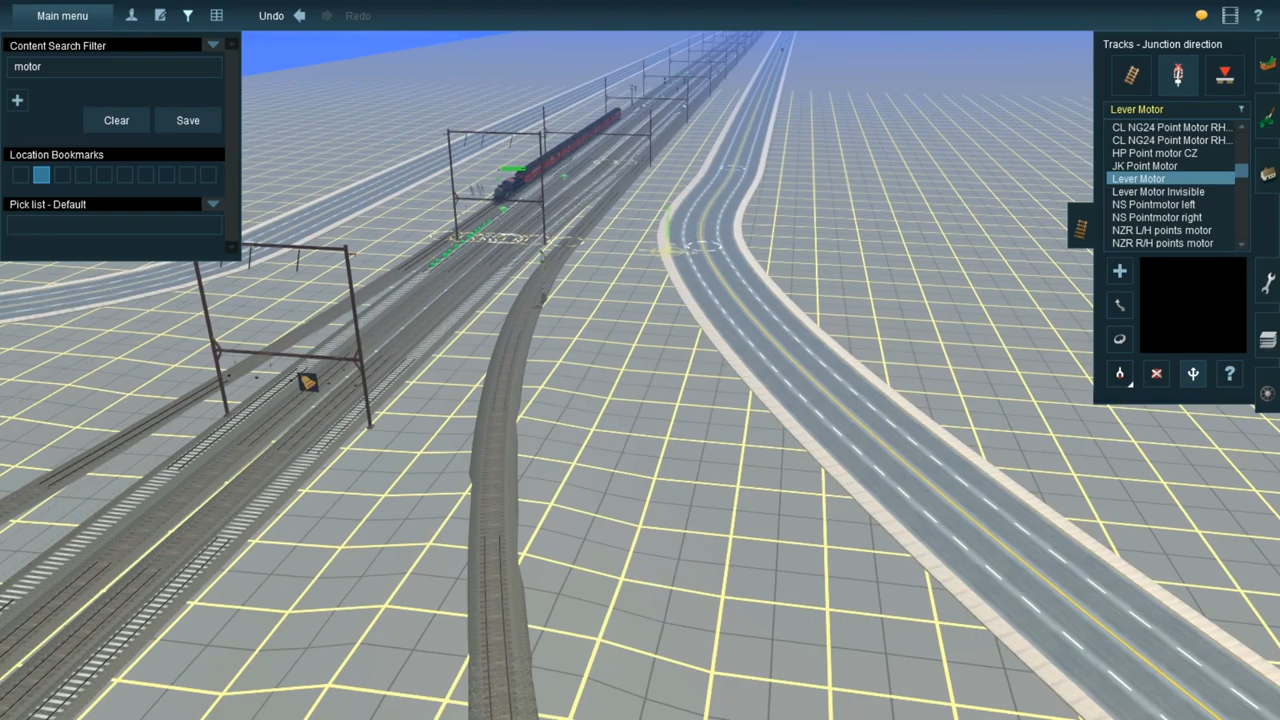 Main menu
Undo
Redo
Content Search Filter
motor
Clear
Save
Location Bookmarks
Pick list - Default
Tracks - Junction direction
Lever Motor
CL NG24 Point Motor RH...
CL NG24 Point Motor RH...
HP Point motor CZ
JK Point Motor
Lever Motor
Lever Motor Invisible
NS Pointmotor left
NS Pointmotor right
NZR L/H points motor
NZR R/H points motor